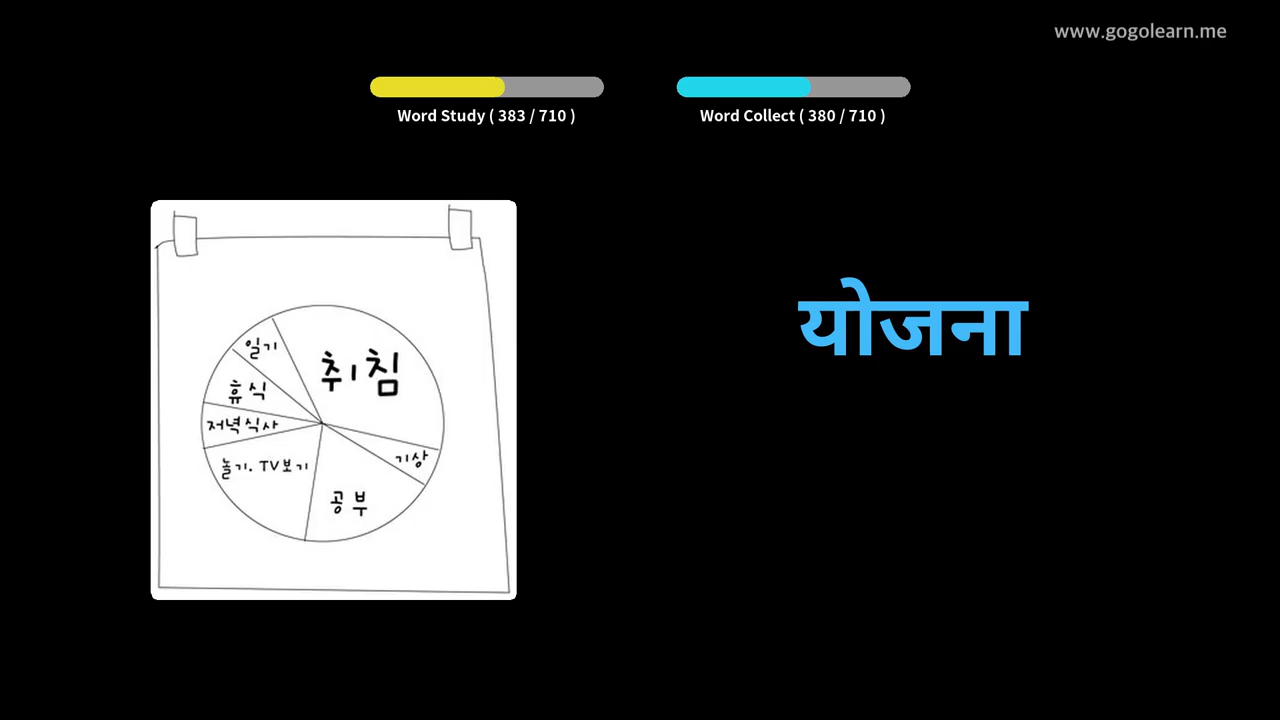 www.gogolearn.me
Word Study ( 383 / 710 )
Word Collect ( 380 / 710 )
योजना
일기
취침
휴식
저녁식사
기상
놀기. TV보기
공부